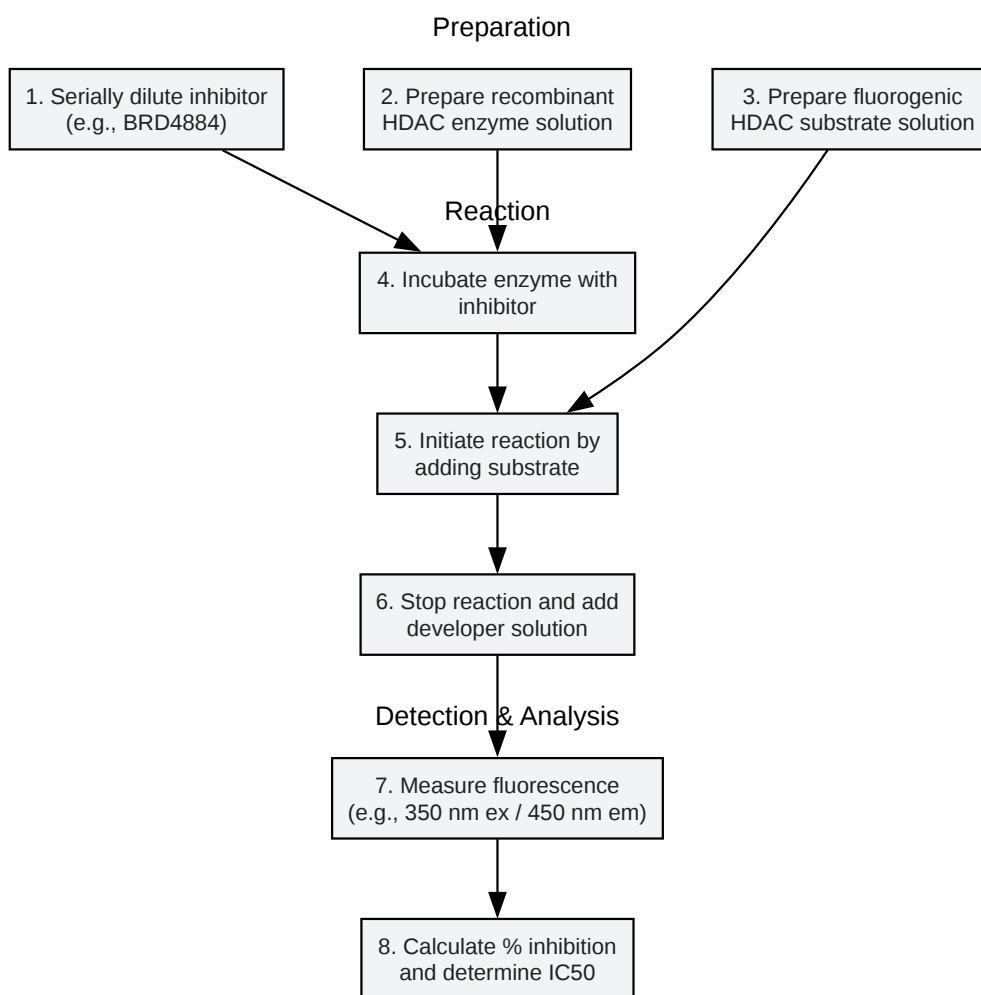 Preparation
1. Serially dilute inhibitor
(e.g., BRD4884)
2. Prepare recombinant
HDAC enzyme solution
3. Prepare fluorogenic
HDAC substrate solution
Reaction
4. Incubate enzyme with
inhibitor
5. Initiate reaction by
adding substrate
6. Stop reaction and add
developer solution
Detection & Analysis
7. Measure fluorescence
(e.g., 350 nm ex / 450 nm em)
8. Calculate % inhibition
and determine IC50